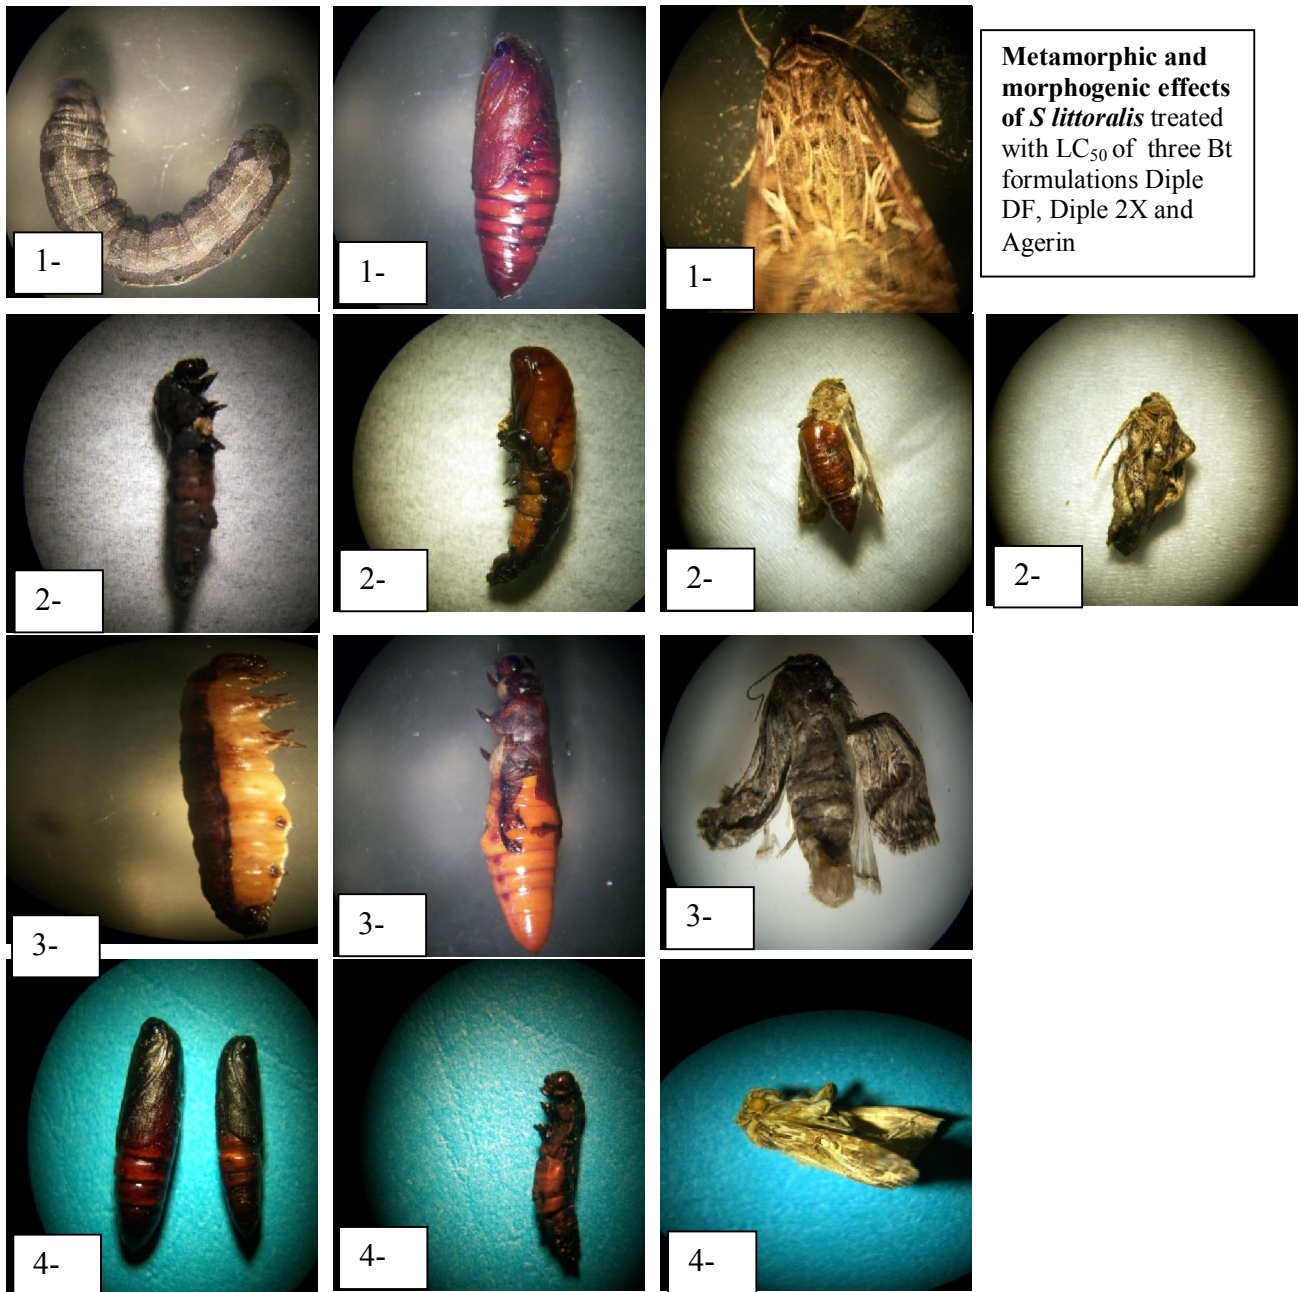 Metamorphic and
morphogenic effects
of S littoralis treated
with LC50 of three Bt
formulations Diple
DF, Diple 2X and
Agerin
1-
1-
1-
2-
2-
2-
2-
3-
3-
3-
4-
4-
4-